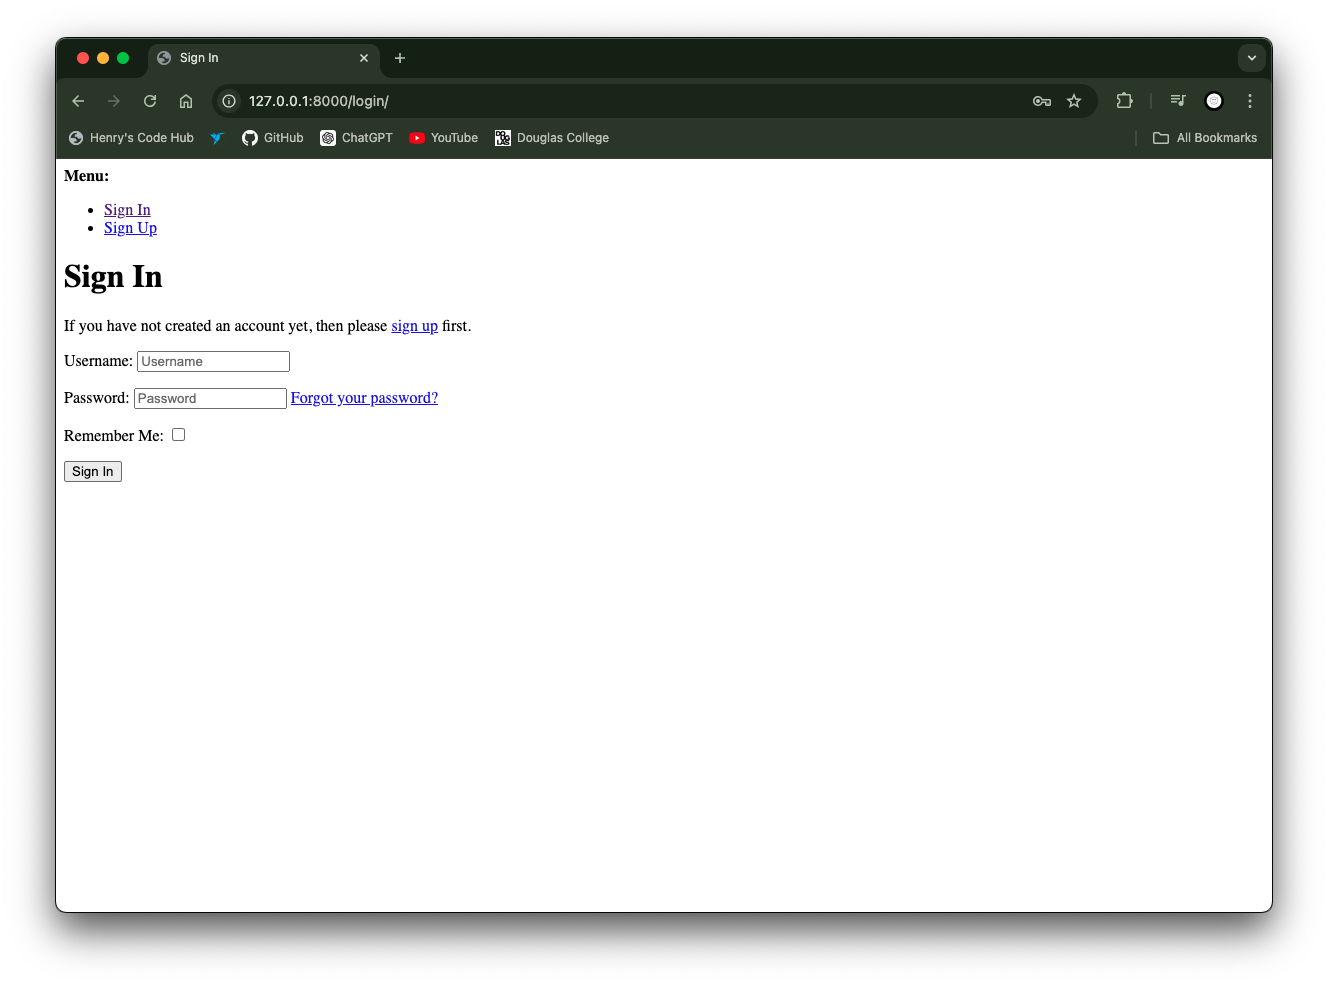 Sign In
127.0.0.1:8000/login/
Henry's Code Hub GitHub ChatGPT YouTube Douglas College All Bookmarks
Menu:
Sign In
Sign Up
Sign In
If you have not created an account yet, then please sign up first.
Username: Username
Password: Password Forgot your password?
Remember Me:
Sign In